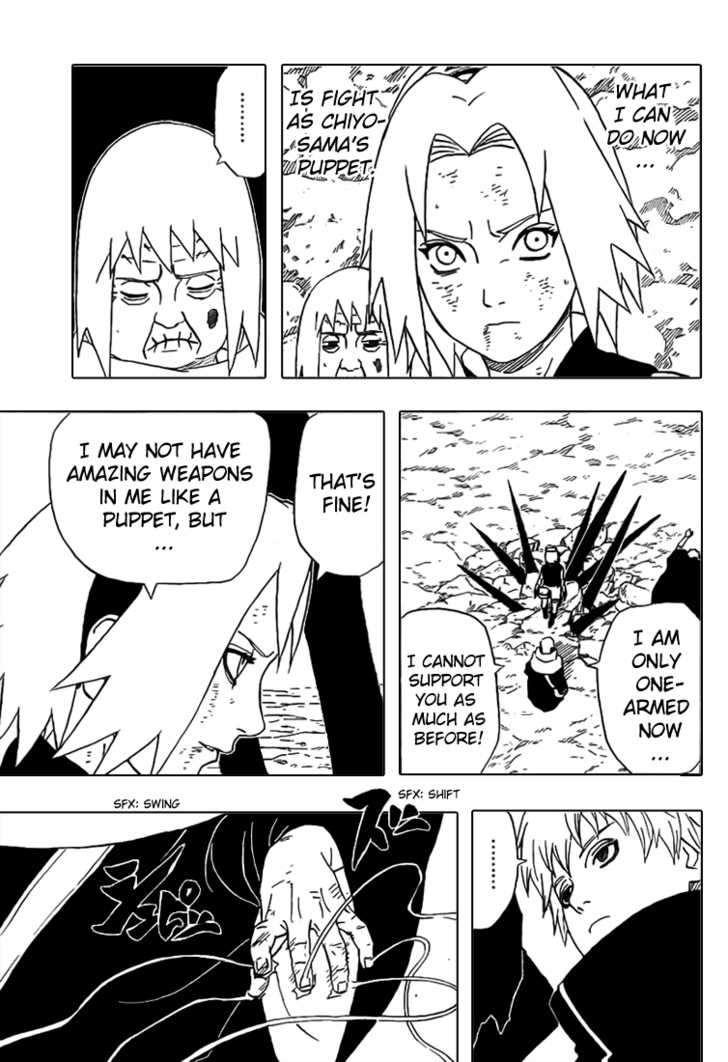 WHAT
I CAN
DO NOW
...
IS FIGHT
AS CHIYO-
SAMA'S
PUPPET.
........
I AM
ONLY
ONE-
ARMED
NOW
...
I CANNOT
SUPPORT
YOU AS
MUCH AS
BEFORE!
THAT'S
FINE!
I MAY NOT HAVE
AMAZING WEAPONS
IN ME LIKE A
PUPPET, BUT
...
........
SFX: SHIFT
ズッ
SFX: SWING